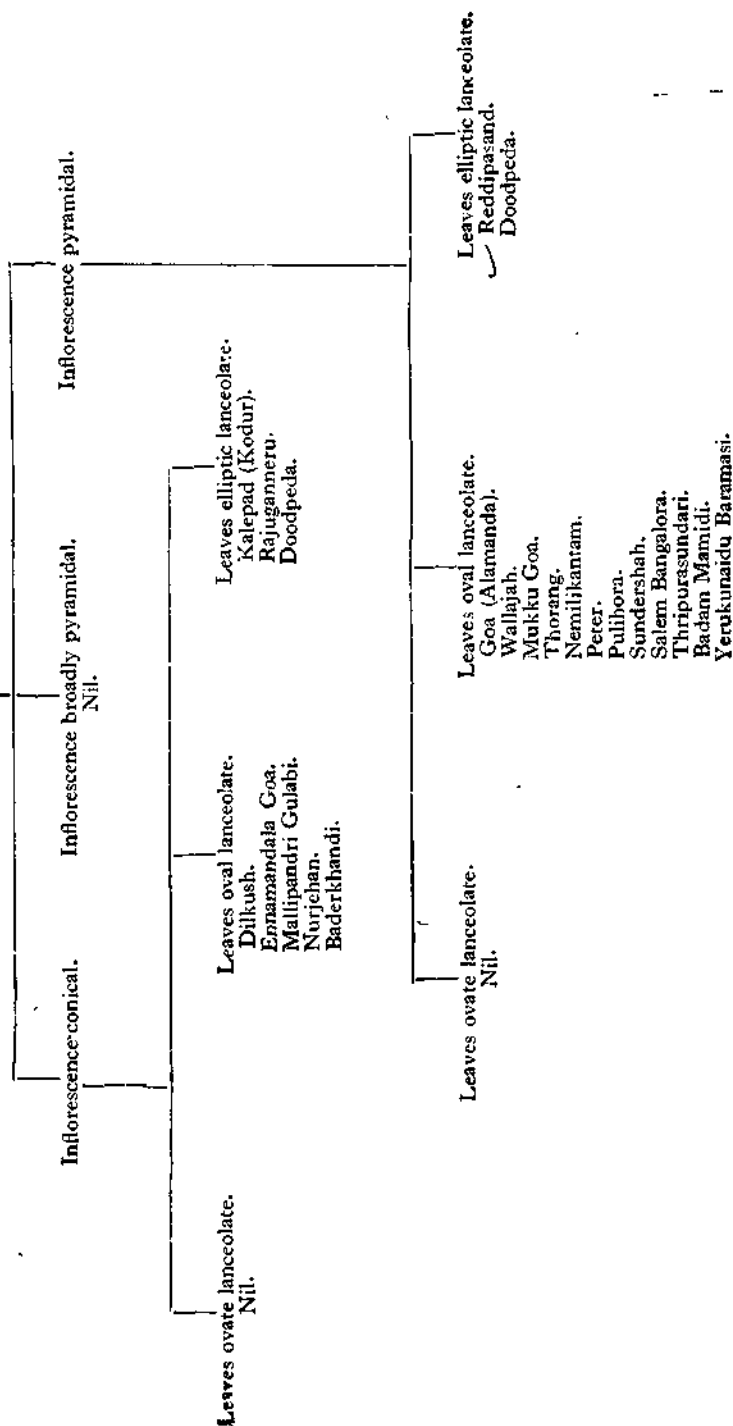 Inflorescence conical.
Inflorescence broadly pyramidal.
Nil.
Inflorescence pyramidal.
Leaves ovate lanceolate.
Nil.
Leaves oval lanceolate.
Dilkush.
Ennamandala Goa.
Mallipandri Gulabi.
Nurjehan.
Baderkhandi.
Leaves elliptic lanceolate.
Kalepad (Kodur).
Rajuganneru.
Doodpeda.
Leaves ovate lanceolate.
Nil.
Leaves oval lanceolate.
Goa (Alamanda).
Wallajah.
Mukku Goa.
Thorang.
Nemilikantam.
Peter.
Pulihora.
Sundershah.
Salem Bangalora.
Thripurasundari.
Badam Mamidi.
Yerukunaidu Baramasi.
Leaves elliptic lanceolate.
Reddipasand.
Doodpeda.